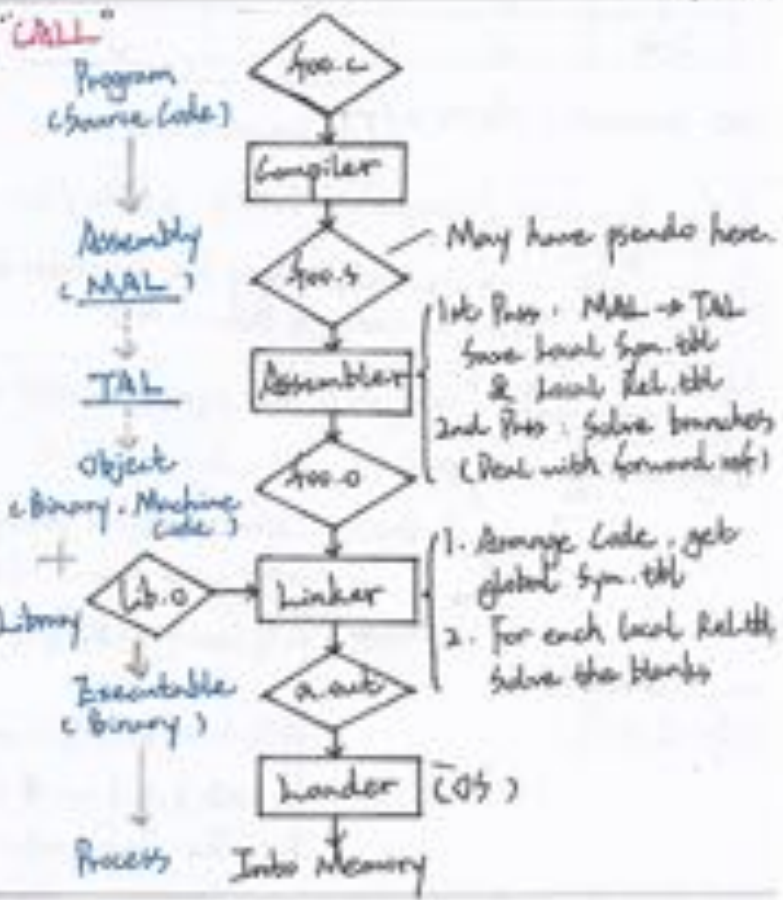 "CALL"
foo.c
Program
(Source Code)
Compiler
Assembly
(MAL)
foo.s
May have pseudo here.
1st Pass: MAL → TAL
Save Local Sym.tbl
& Local Rel.tbl
2nd Pass: Solve branches
(Deal with forward ref)
Assembler
TAL
Object
(Binary, Machine
Code)
foo.o
+
Library
Lib.o
Linker
1. Arrange Code, get
global Sym.tbl
2. For each local Rel.tbl,
Solve the blanks
Executable
(Binary)
a.out
Loader
(OS)
Process
Into Memory